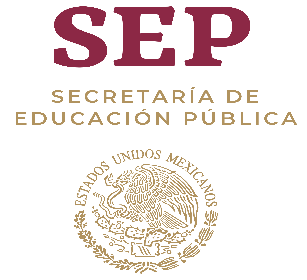 SEP
SECRETARÍA DE
EDUCACIÓN PÚBLICA
ESTADOS UNIDOS MEXICANOS